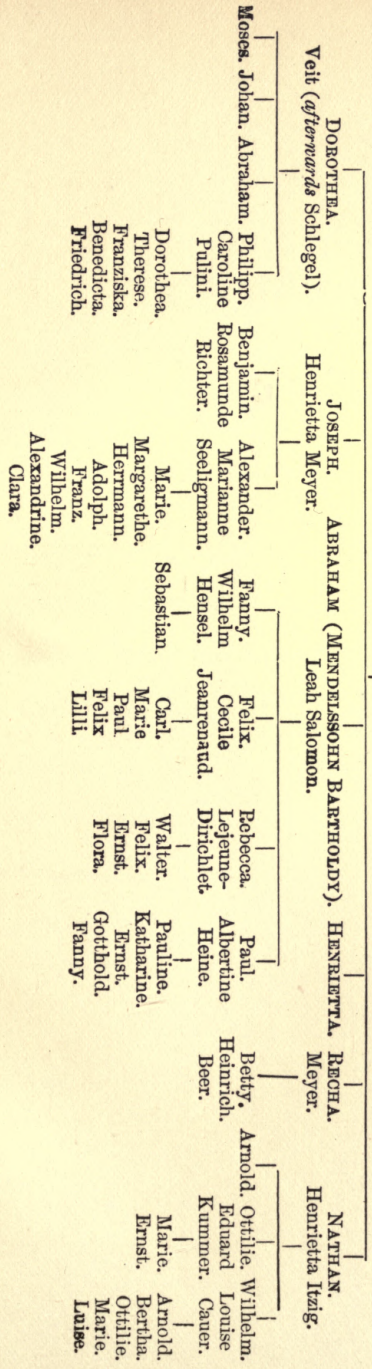 DOROTHEA.
Veit (afterwards Schlegel).
JOSEPH.
Henrietta Meyer.
ABRAHAM (MENDELSSOHN BARTHOLDY).
Leah Salomon.
HENRIETTA.
RECHA.
Meyer.
NATHAN.
Henrietta Itzig.
Moses.
Johan.
Abraham.
Philipp.
Caroline
Pulini.
Benjamin.
Rosamunde
Richter.
Alexander.
Marianne
Seeligmann.
Fanny.
Wilhelm
Hensel.
Felix.
Cecile
Jeanrenaud.
Rebecca.
Lejeune-
Dirichlet.
Paul.
Albertine
Heine.
Betty.
Heinrich.
Beer.
Arnold.
Ottilie.
Eduard
Kummer.
Wilhelm.
Louise
Cauer.
Dorothea.
Therese.
Franziska.
Benedicta.
Friedrich.
Marie.
Margarethe.
Herrmann.
Adolph.
Franz.
Wilhelm.
Alexandrine.
Clara.
Sebastian.
Carl.
Marie
Paul
Felix
Lilli.
Walter.
Felix.
Ernst.
Flora.
Pauline.
Katharine.
Ernst.
Gotthold.
Fanny.
Marie.
Ernst.
Arnold.
Bertha.
Ottilie.
Marie.
Luise.